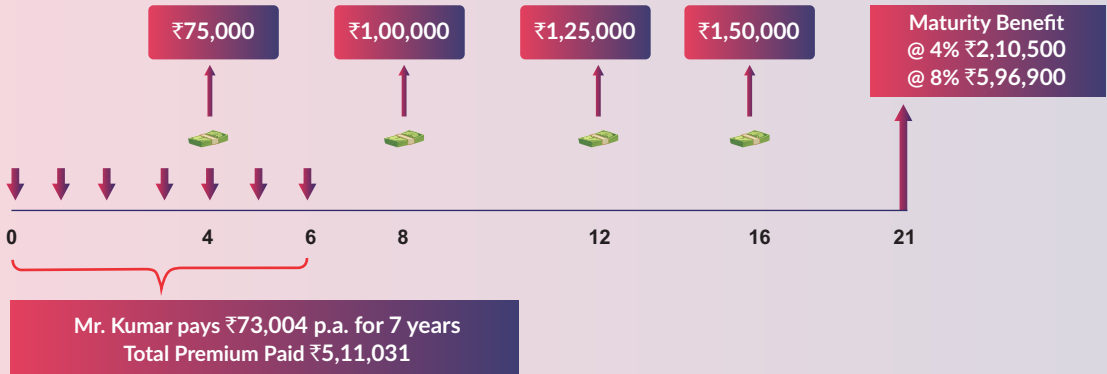 ₹75,000
₹1,00,000
₹1,25,000
₹1,50,000
Maturity Benefit
@ 4% ₹2,10,500
@ 8% ₹5,96,900
0
4
6
8
12
16
21
Mr. Kumar pays ₹73,004 p.a. for 7 years
Total Premium Paid ₹5,11,031